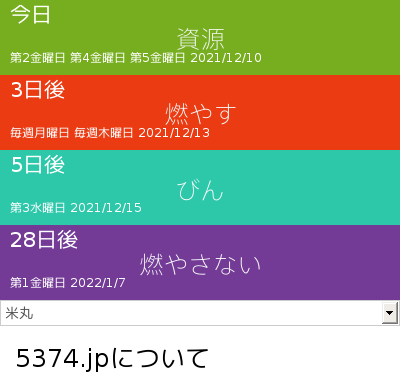 今日
資源
第2金曜日 第4金曜日 第5金曜日 2021/12/10
3日後
燃やす
毎週月曜日 毎週木曜日 2021/12/13
5日後
びん
第3水曜日 2021/12/15
28日後
燃やさない
第1金曜日 2022/1/7
米丸
5374.jpについて